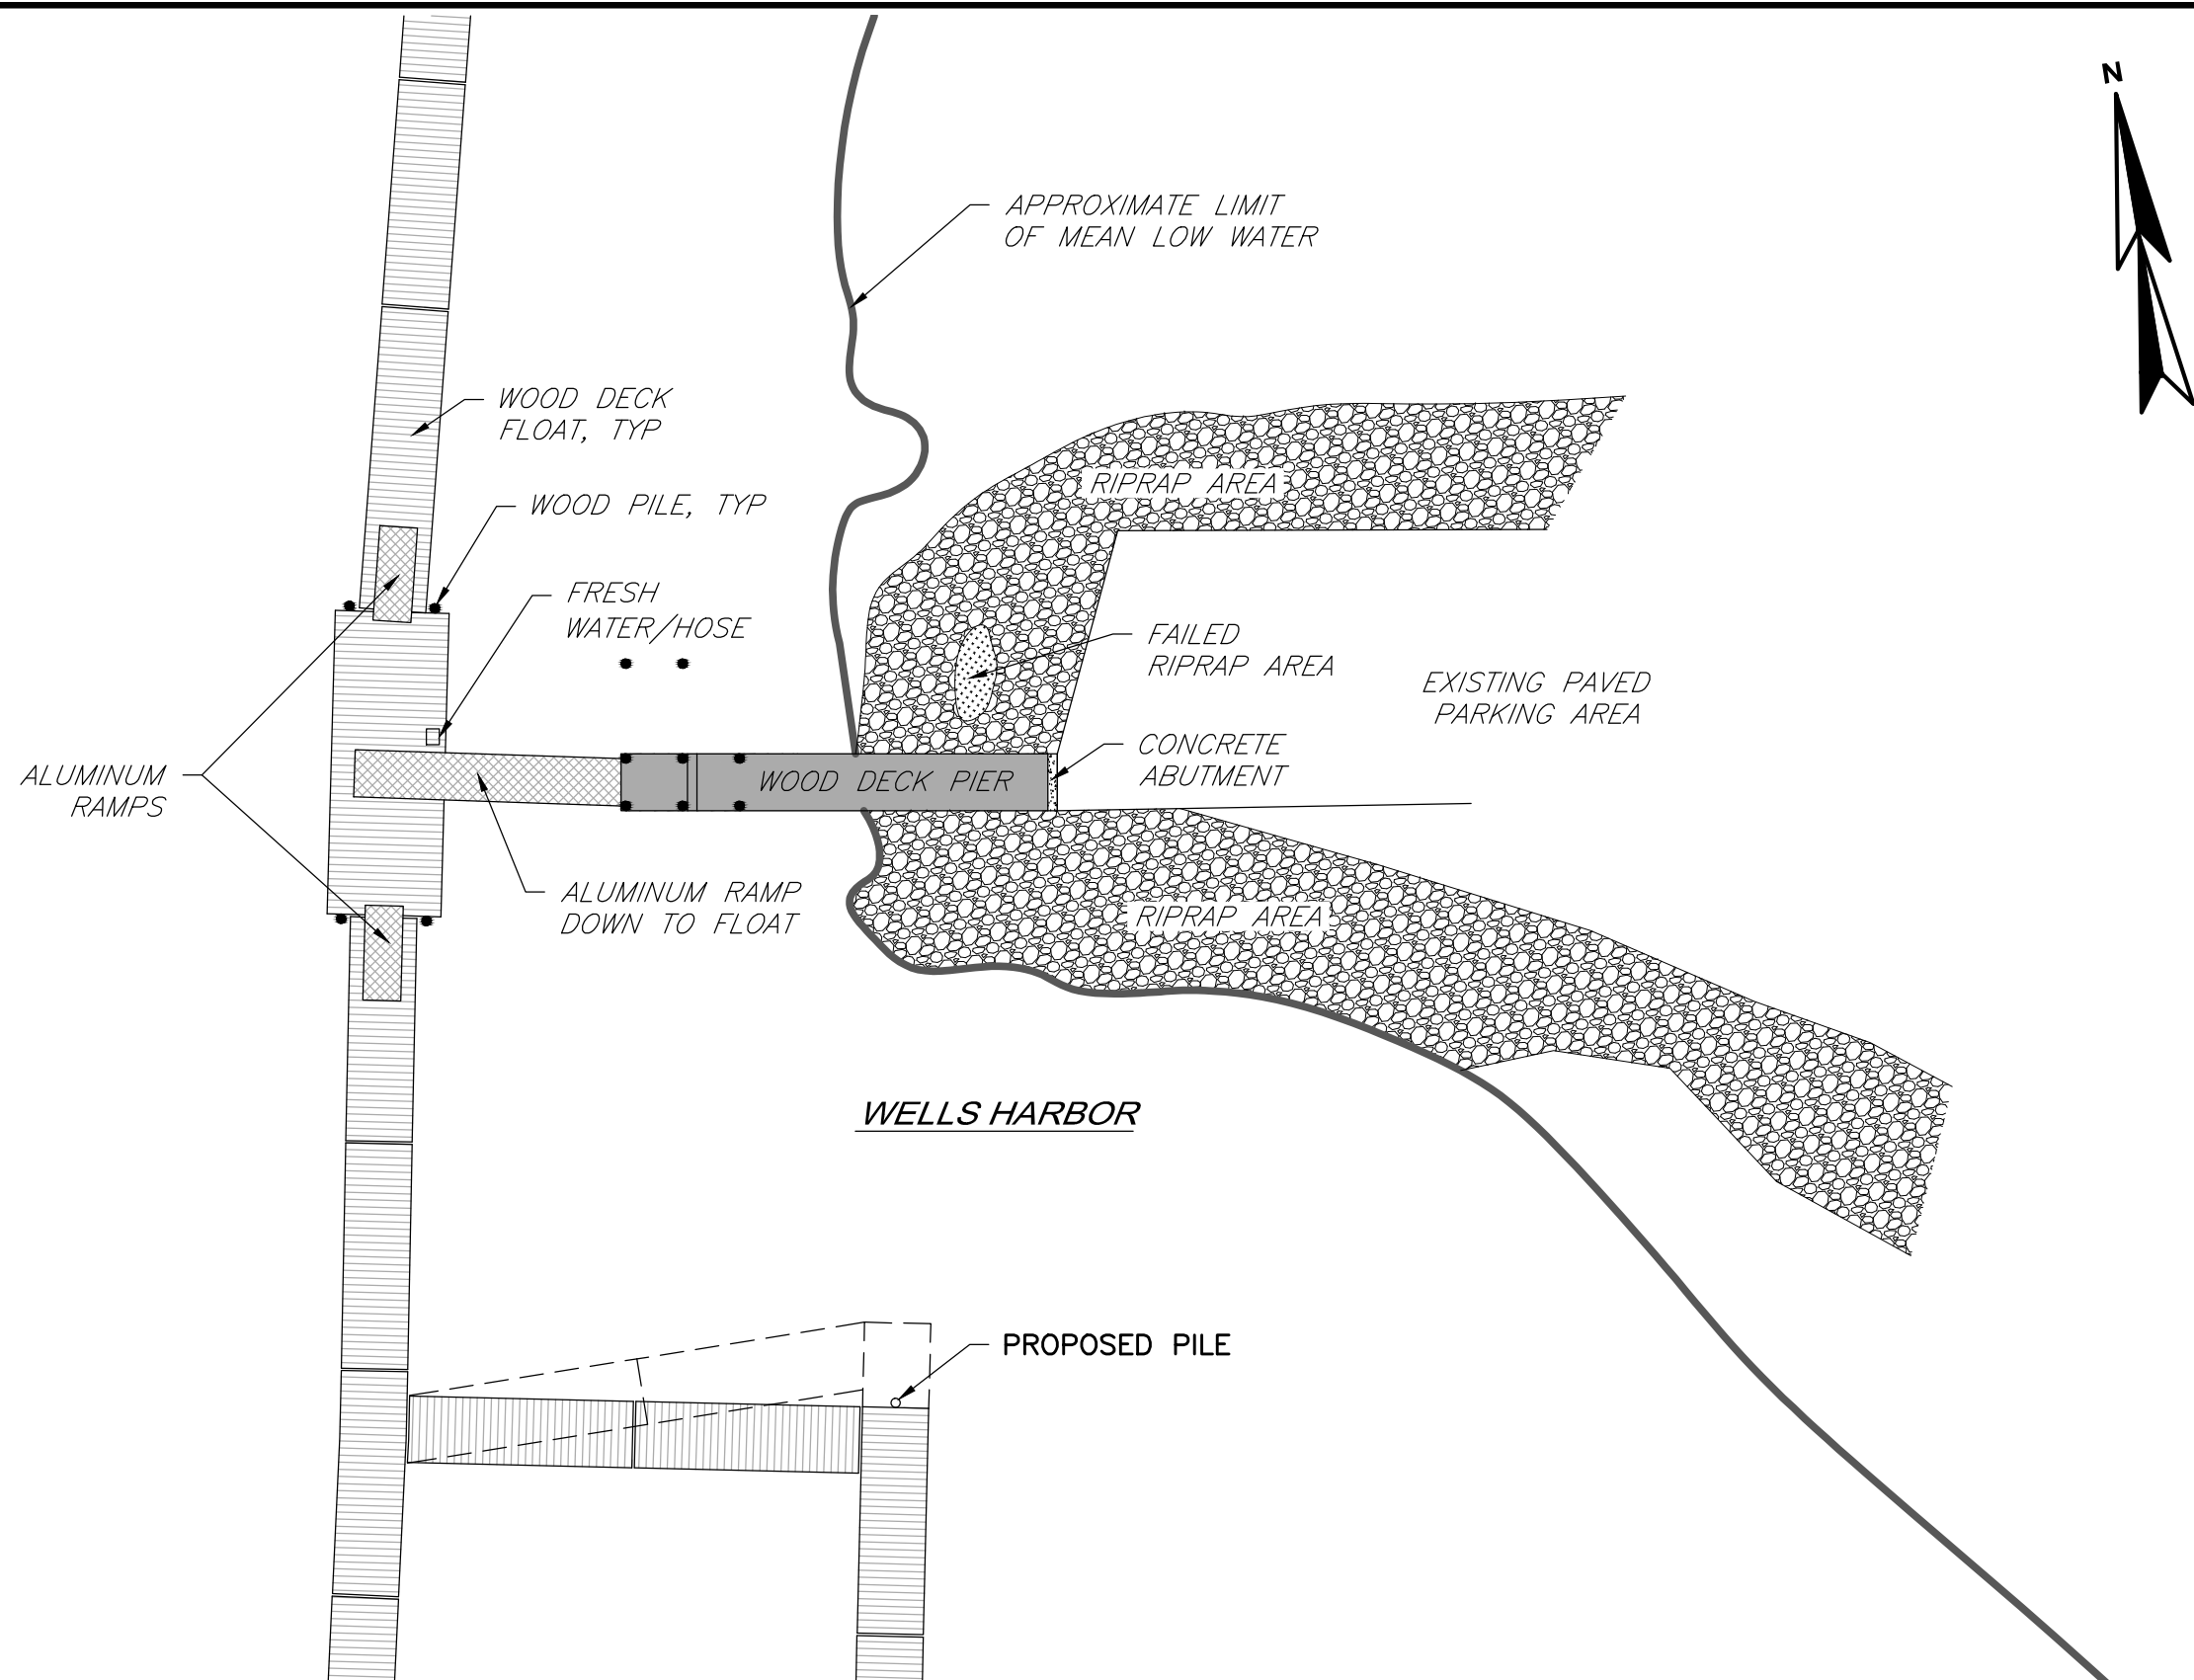 N
APPROXIMATE LIMIT
OF MEAN LOW WATER
WOOD DECK
FLOAT, TYP
RIPRAP AREA
WOOD PILE, TYP
FRESH
WATER/HOSE
FAILED
RIPRAP AREA
EXISTING PAVED
PARKING AREA
CONCRETE
ABUTMENT
ALUMINUM
RAMPS
WOOD DECK PIER
ALUMINUM RAMP
DOWN TO FLOAT
RIPRAP AREA
WELLS HARBOR
PROPOSED PILE